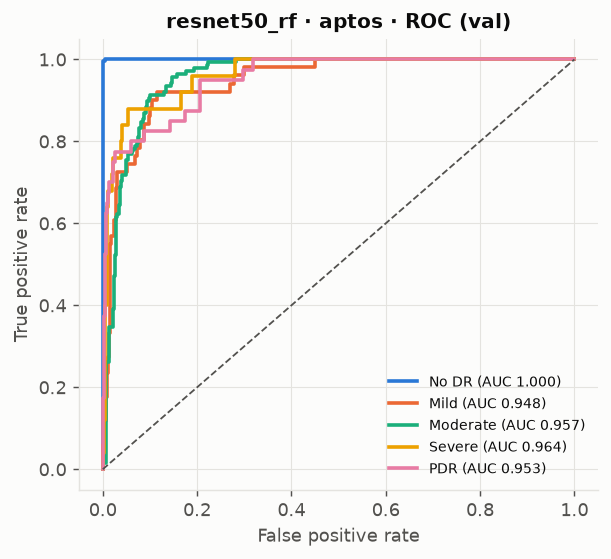 resnet50_rf · aptos · ROC (val)
True positive rate
1.0
0.8
0.6
0.4
0.2
0.0
No DR (AUC 1.000)
Mild (AUC 0.948)
Moderate (AUC 0.957)
Severe (AUC 0.964)
PDR (AUC 0.953)
0.0 0.2 0.4 0.6 0.8 1.0
False positive rate